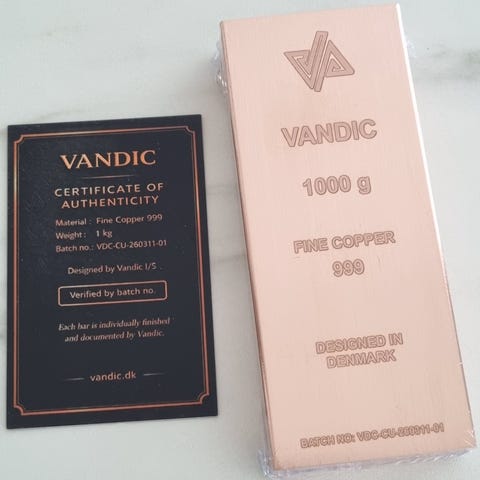 VANDIC
CERTIFICATE OF
AUTHENTICITY
Material : Fine Copper 999
Weight : 1 kg
Batch no.: VDC-CU-260311-01
Designed by Vandic I/S
Verified by batch no.
Each bar is individually finished
and documented by Vandic.
vandic.dk
VANDIC
1000 g
FINE COPPER
999
DESIGNED IN
DENMARK
BATCH NO: VDC-CU-260311-01